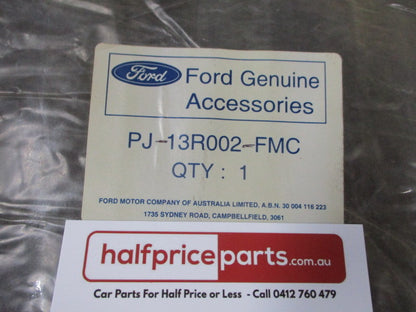 Ford
Ford Genuine
Accessories
PJ-13R002-FMC
QTY : 1
FORD MOTOR COMPANY OF AUSTRALIA LIMITED, A.B.N. 30 004 116 223
1735 SYDNEY ROAD, CAMPBELLFIELD, 3061
halfpriceparts.com.au
Car Parts For Half Price or Less - Call 0412 760 479